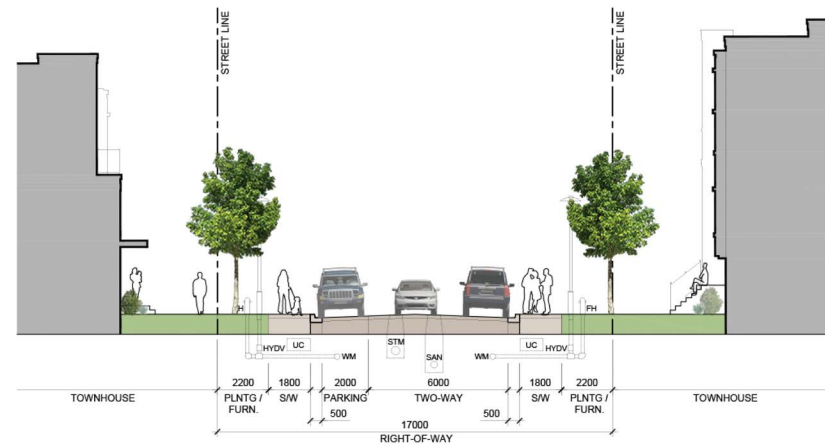 STREET LINE
STREET LINE
H
FH
HYDV
UC
WM
STM
SAN
WM
UC
HYDV
2200
1800
2000
6000
1800
2200
TOWNHOUSE
PLNTG /
FURN.
S/W
PARKING
TWO-WAY
S/W
PLNTG /
FURN.
TOWNHOUSE
500
500
17000
RIGHT-OF-WAY